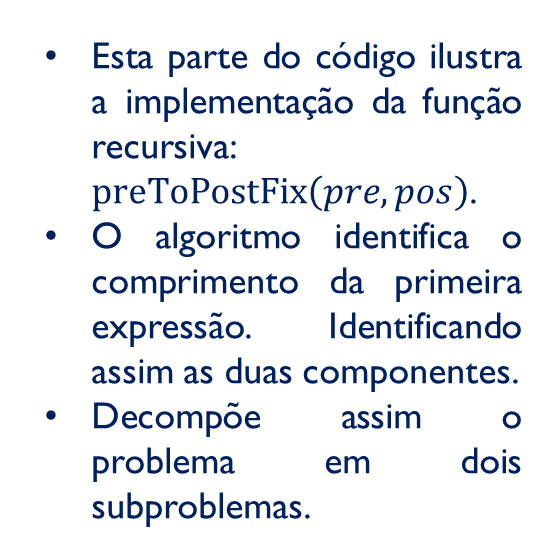 • Esta parte do código ilustra
a implementação da função
recursiva:
preToPostFix(pre, pos).
• O algoritmo identifica o
comprimento da primeira
expressão. Identificando
assim as duas componentes.
• Decompõe assim o
problema em dois
subproblemas.